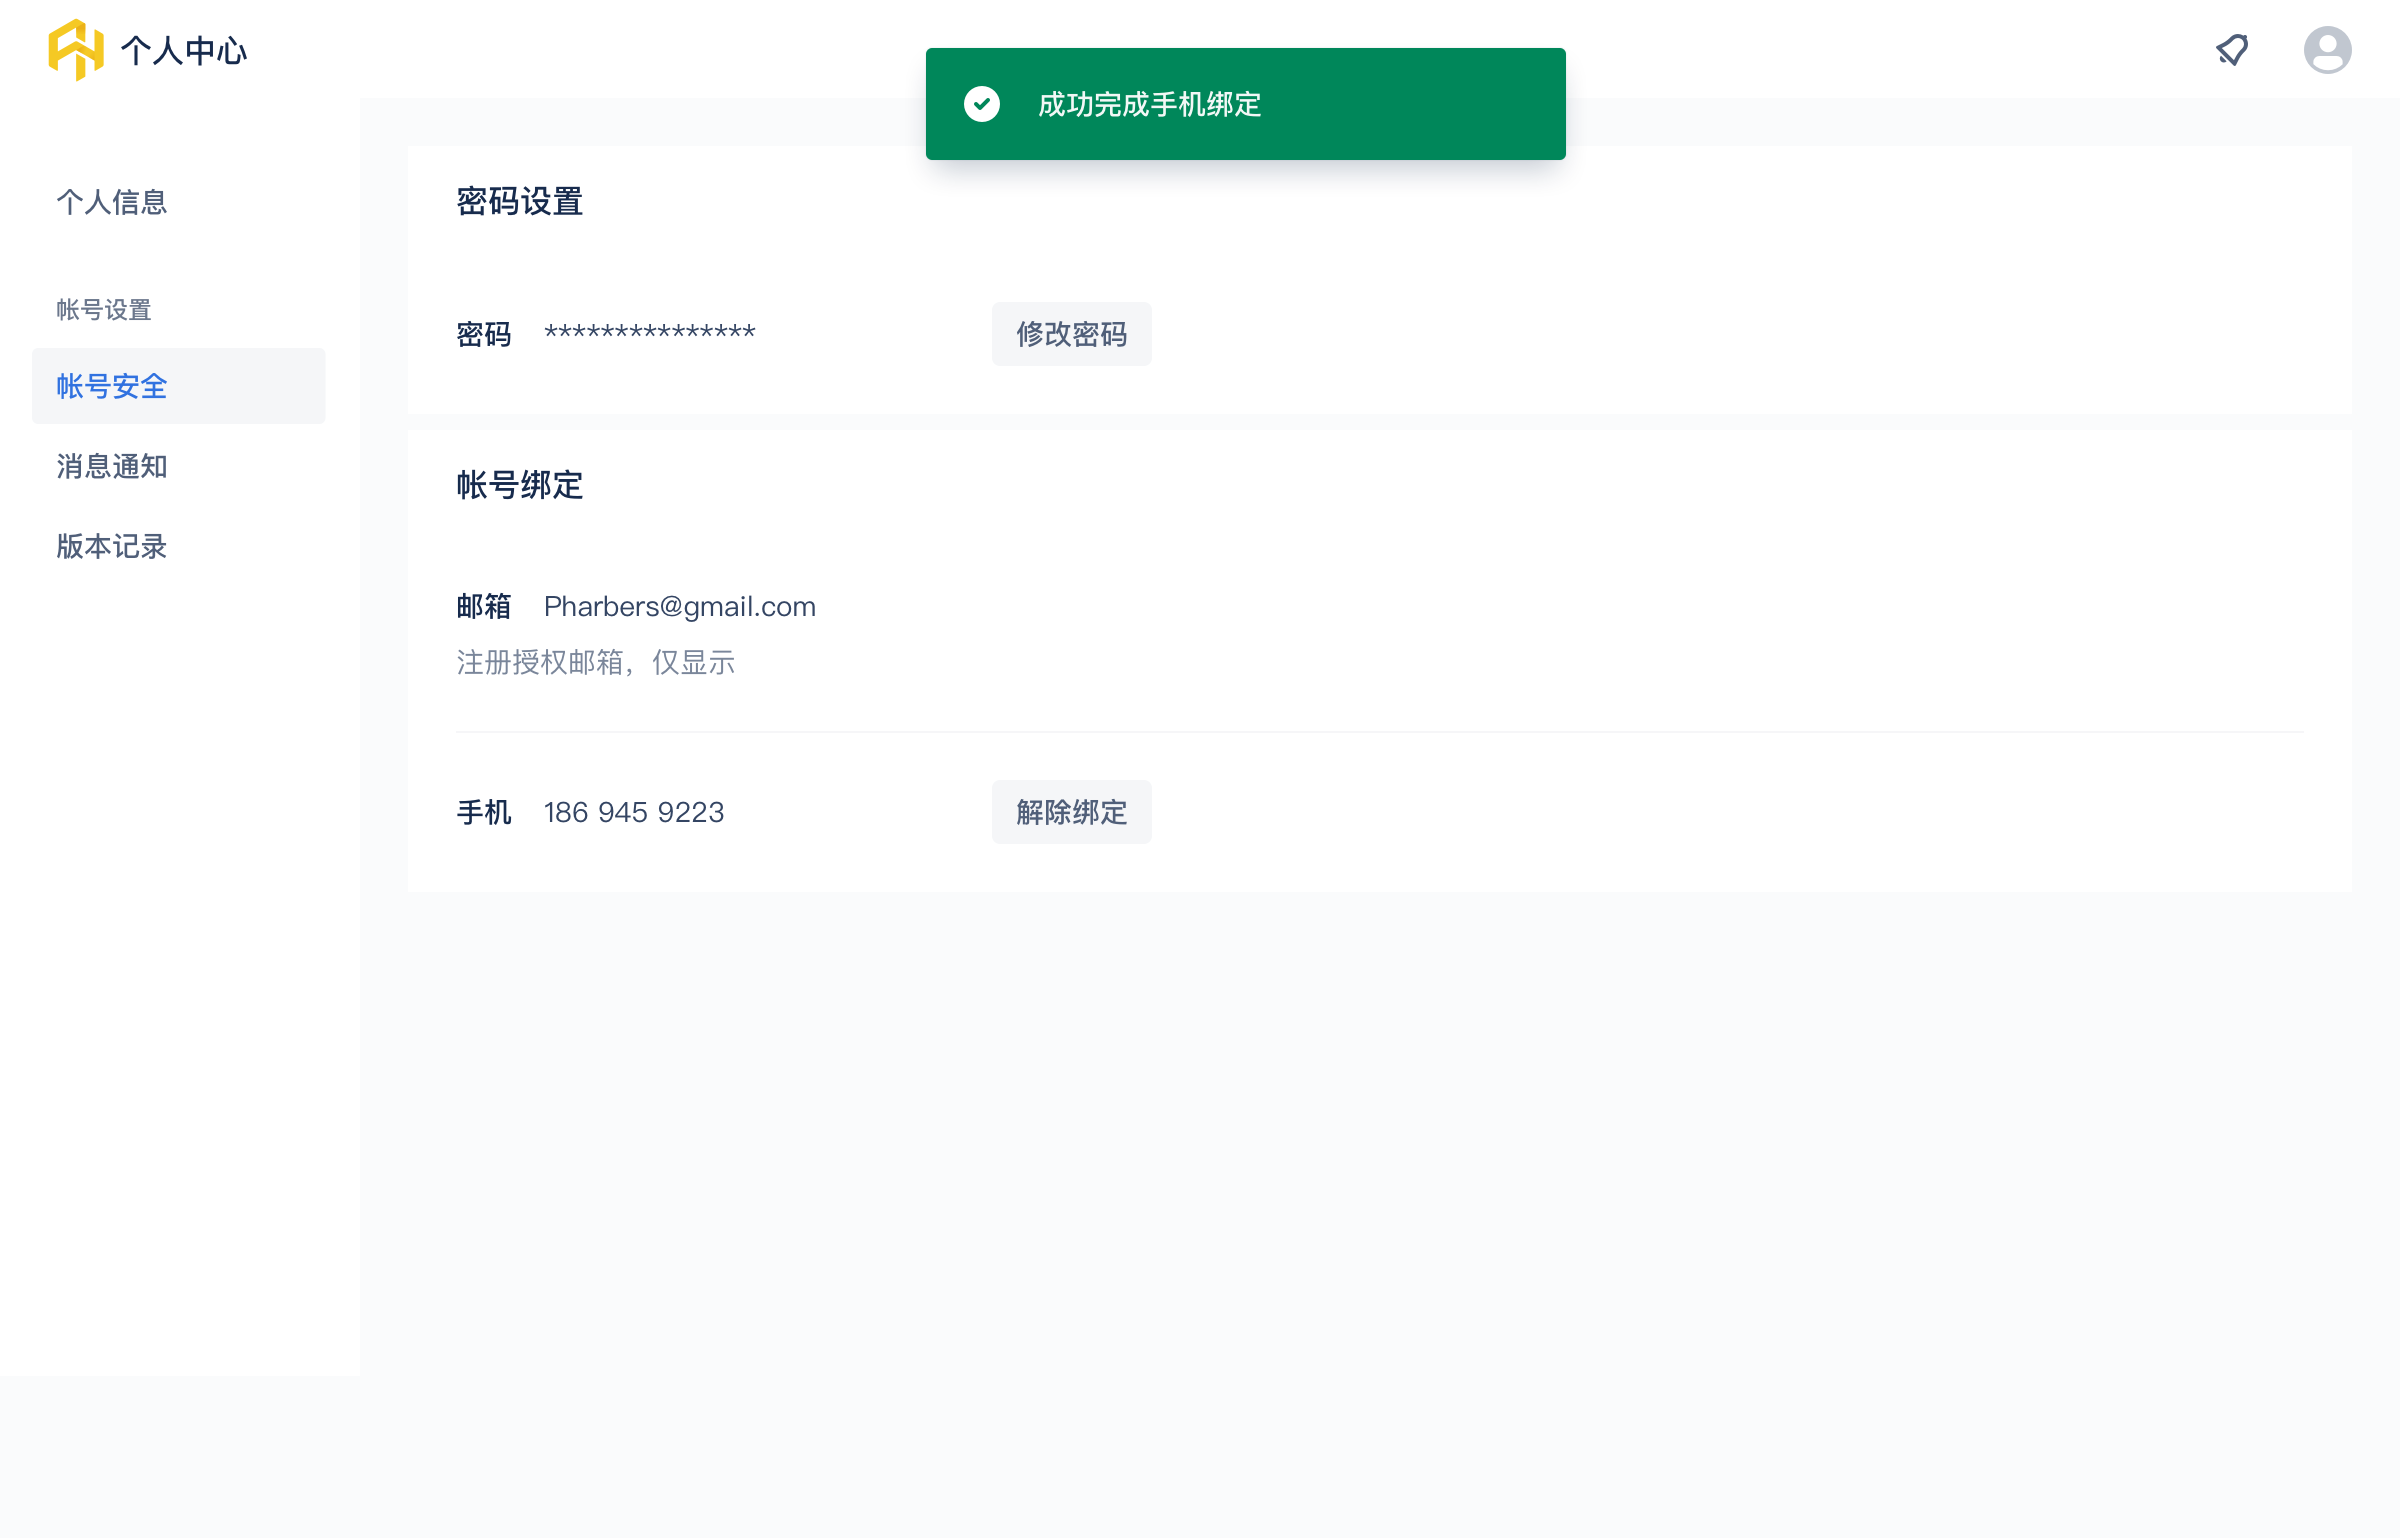 个人中心
成功完成手机绑定
个人信息
帐号设置
帐号安全
消息通知
版本记录
密码设置
密码 ***************
修改密码
帐号绑定
邮箱 Pharbers@gmail.com
注册授权邮箱，仅显示
手机 186 945 9223
解除绑定